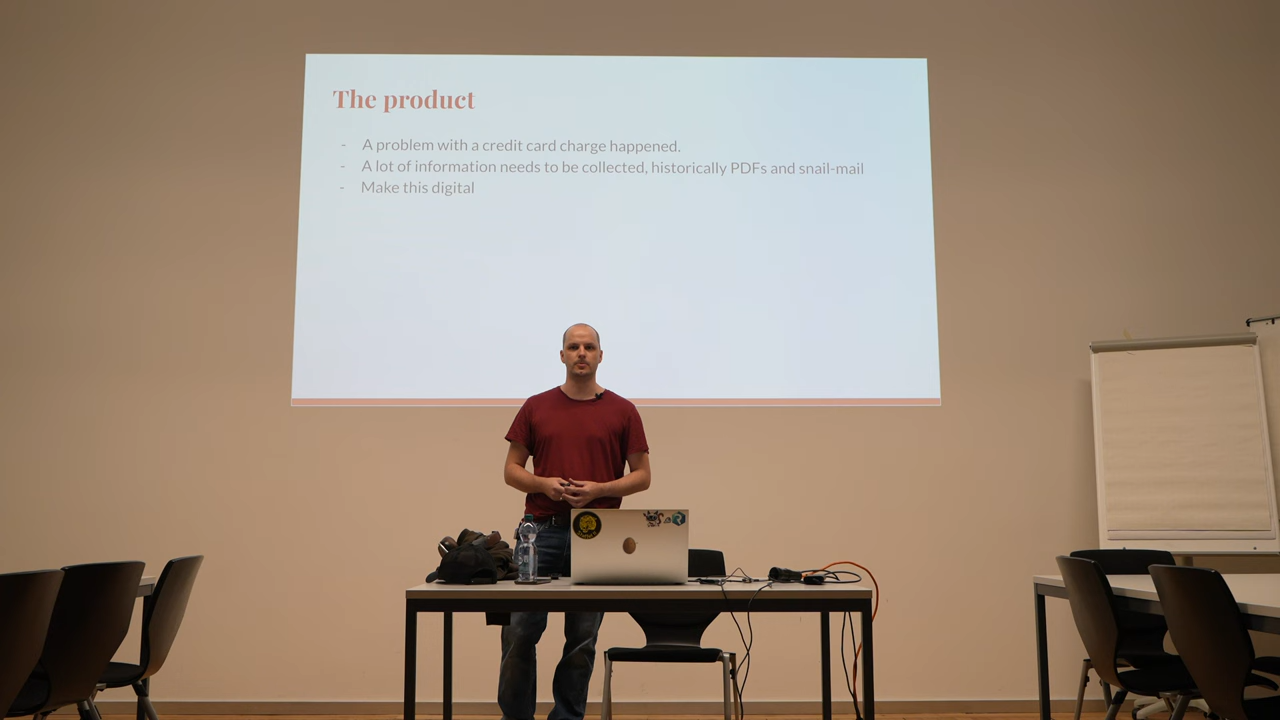 The product
- A problem with a credit card charge happened.
- A lot of information needs to be collected, historically PDFs and snail-mail
- Make this digital